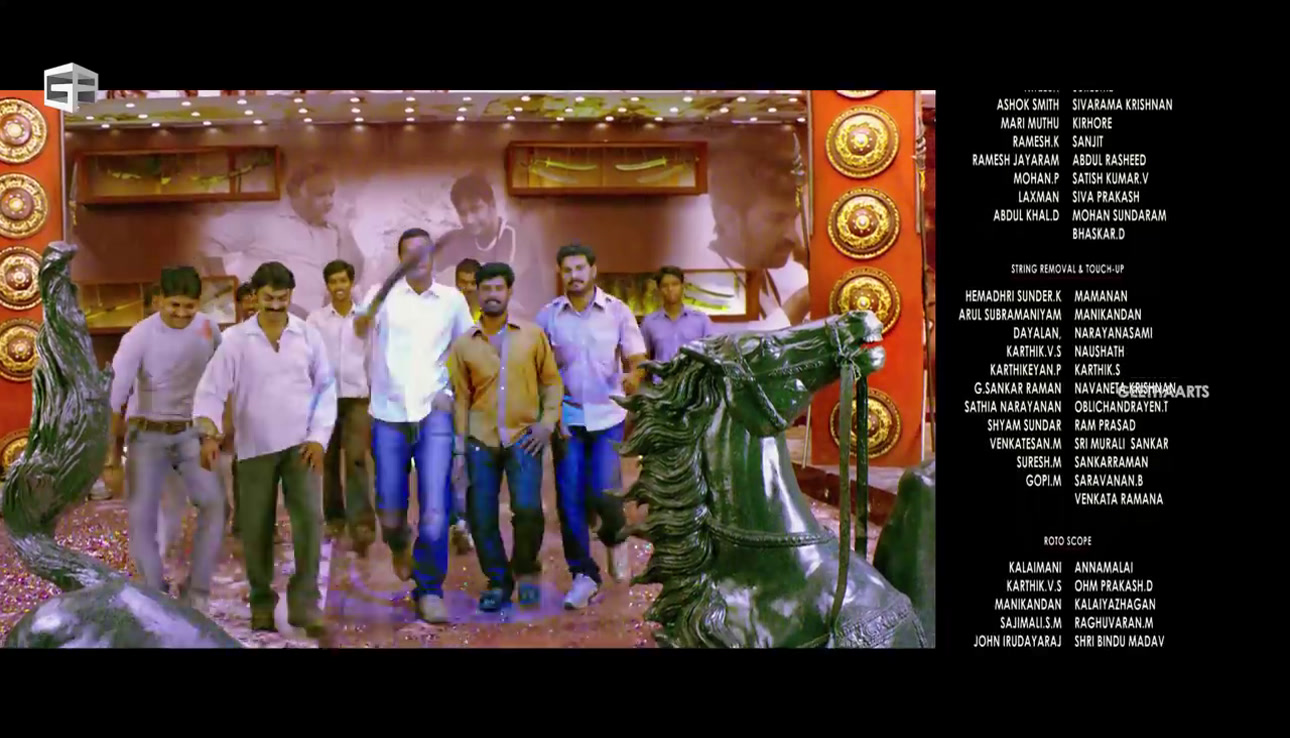 ASHOK SMITH SIVARAMA KRISHNAN
MARI MUTHU KIRHORE
RAMESH.K SANJIT
RAMESH JAYARAM ABDUL RASHEED
MOHAN.P SATISH KUMAR.V
LAXMAN SIVA PRAKASH
ABDUL KHAL.D MOHAN SUNDARAM
BHASKAR.D
STRING REMOVAL & TOUCH-UP
HEMADHRI SUNDER.K MAMANAN
ARUL SUBRAMANIYAM MANIKANDAN
DAYALAN, NARAYANASAMI
KARTHIK.V.S NAUSHATH
KARTHIKEYAN.P KARTHIK.S
G.SANKAR RAMAN NAVANETA KRISHNAN
GEETHAARTS
SATHIA NARAYANAN OBLICHANDRAYEN.T
SHYAM SUNDAR RAM PRASAD
VENKATESAN.M SRI MURALI SANKAR
SURESH.M SANKARRAMAN
GOPI.M SARAVANAN.B
VENKATA RAMANA
ROTO SCOPE
KALAIMANI ANNAMALAI
KARTHIK.V.S OHM PRAKASH.D
MANIKANDAN KALAIYAZHAGAN
SAJIMALI.S.M RAGHUVARAN.M
JOHN IRUDAYARAJ SHRI BINDU MADAV